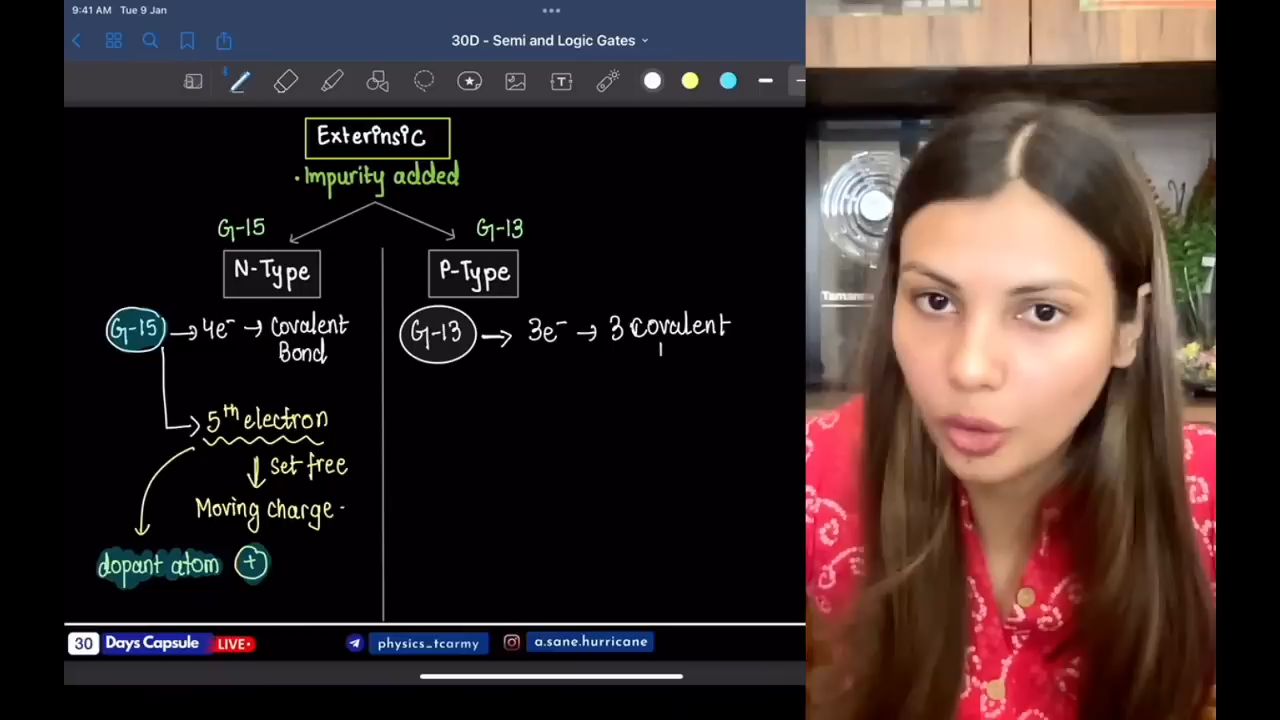 9:41 AM Tue 9 Jan
30D - Semi and Logic Gates
Exterinsic
• Impurity added
G-15
G-13
N-Type
P-Type
G-15 → 4e⁻ → Covalent
Bond
G-13 → 3e⁻ → 3 Covalent
5th electron
↓ Set free
Moving charge
dopant atom +
30 Days Capsule LIVE
physics_tcarmy
a.sane.hurricane